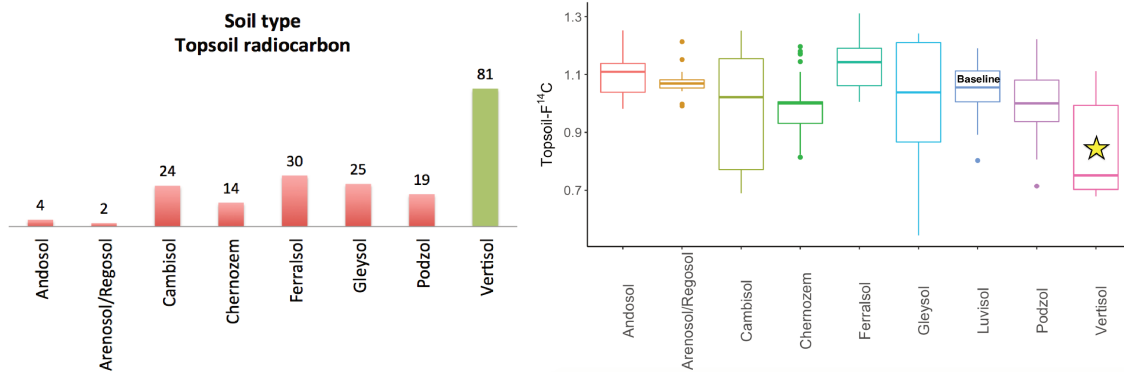 Soil type
Topsoil radiocarbon
4
2
24
14
30
25
19
81
Andosol
Arenosol/Regosol
Cambisol
Chernozem
Ferralsol
Gleysol
Podzol
Vertisol
Topsoil-F14C
1.3
1.1
0.9
0.7
Baseline
Andosol
Arenosol/Regosol
Cambisol
Chernozem
Ferralsol
Gleysol
Luvisol
Podzol
Vertisol